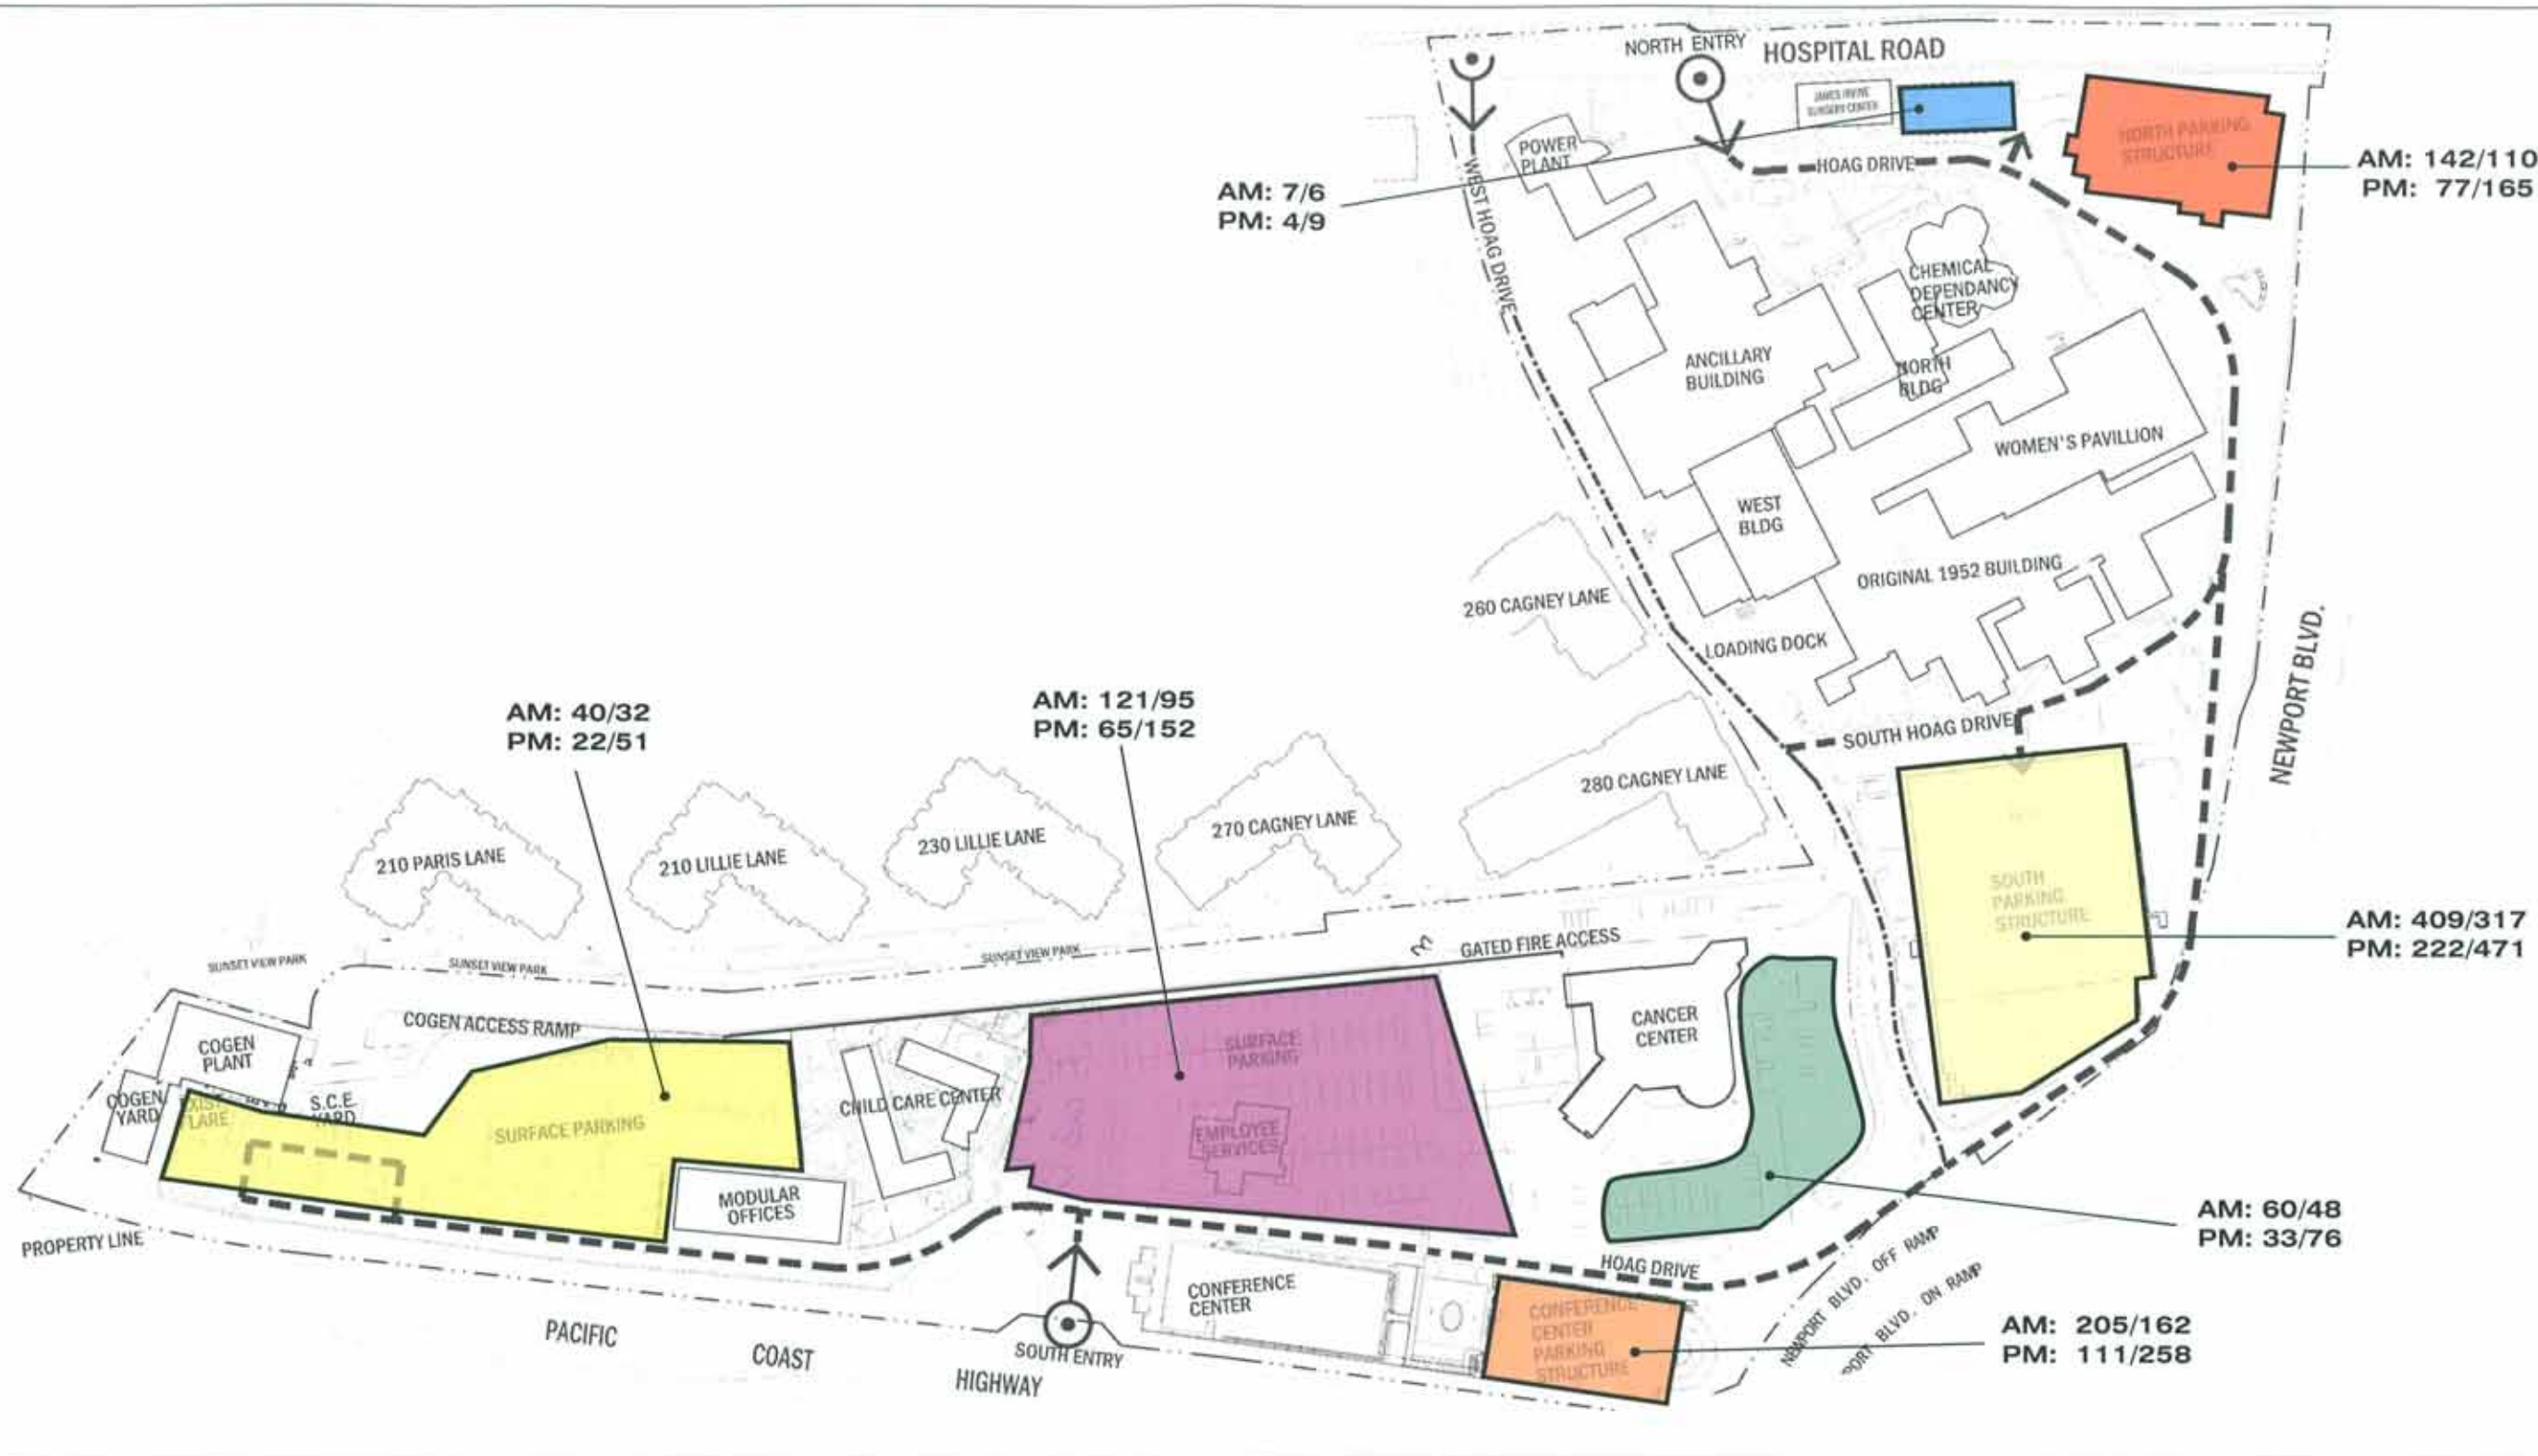 NORTH ENTRY
HOSPITAL ROAD
JAMES IRVINE
SURGERY CENTER
NORTH PARKING
STRUCTURE
AM: 142/110
PM: 77/165
POWER
PLANT
HOAG DRIVE
WEST HOAG DRIVE
AM: 7/6
PM: 4/9
CHEMICAL
DEPENDANCY
CENTER
ANCILLARY
BUILDING
NORTH
BLDG
WOMEN'S PAVILLION
WEST
BLDG
ORIGINAL 1952 BUILDING
260 CAGNEY LANE
LOADING DOCK
NEWPORT BLVD.
SOUTH HOAG DRIVE
AM: 40/32
PM: 22/51
AM: 121/95
PM: 65/152
280 CAGNEY LANE
270 CAGNEY LANE
230 LILLIE LANE
210 LILLIE LANE
210 PARIS LANE
SOUTH
PARKING
STRUCTURE
AM: 409/317
PM: 222/471
GATED FIRE ACCESS
SUNSET VIEW PARK
SUNSET VIEW PARK
SUNSET VIEW PARK
COGEN ACCESS RAMP
COGEN
PLANT
COGEN
YARD
S.C.E.
YARD
SURFACE PARKING
CHILD CARE CENTER
SURFACE
PARKING
EMPLOYEE
SERVICES
CANCER
CENTER
MODULAR
OFFICES
AM: 60/48
PM: 33/76
PROPERTY LINE
HOAG DRIVE
NEWPORT BLVD. OFF RAMP
PORT BLVD. ON RAMP
CONFERENCE
CENTER
CONFERENCE
CENTER
PARKING
STRUCTURE
AM: 205/162
PM: 111/258
SOUTH ENTRY
PACIFIC COAST HIGHWAY